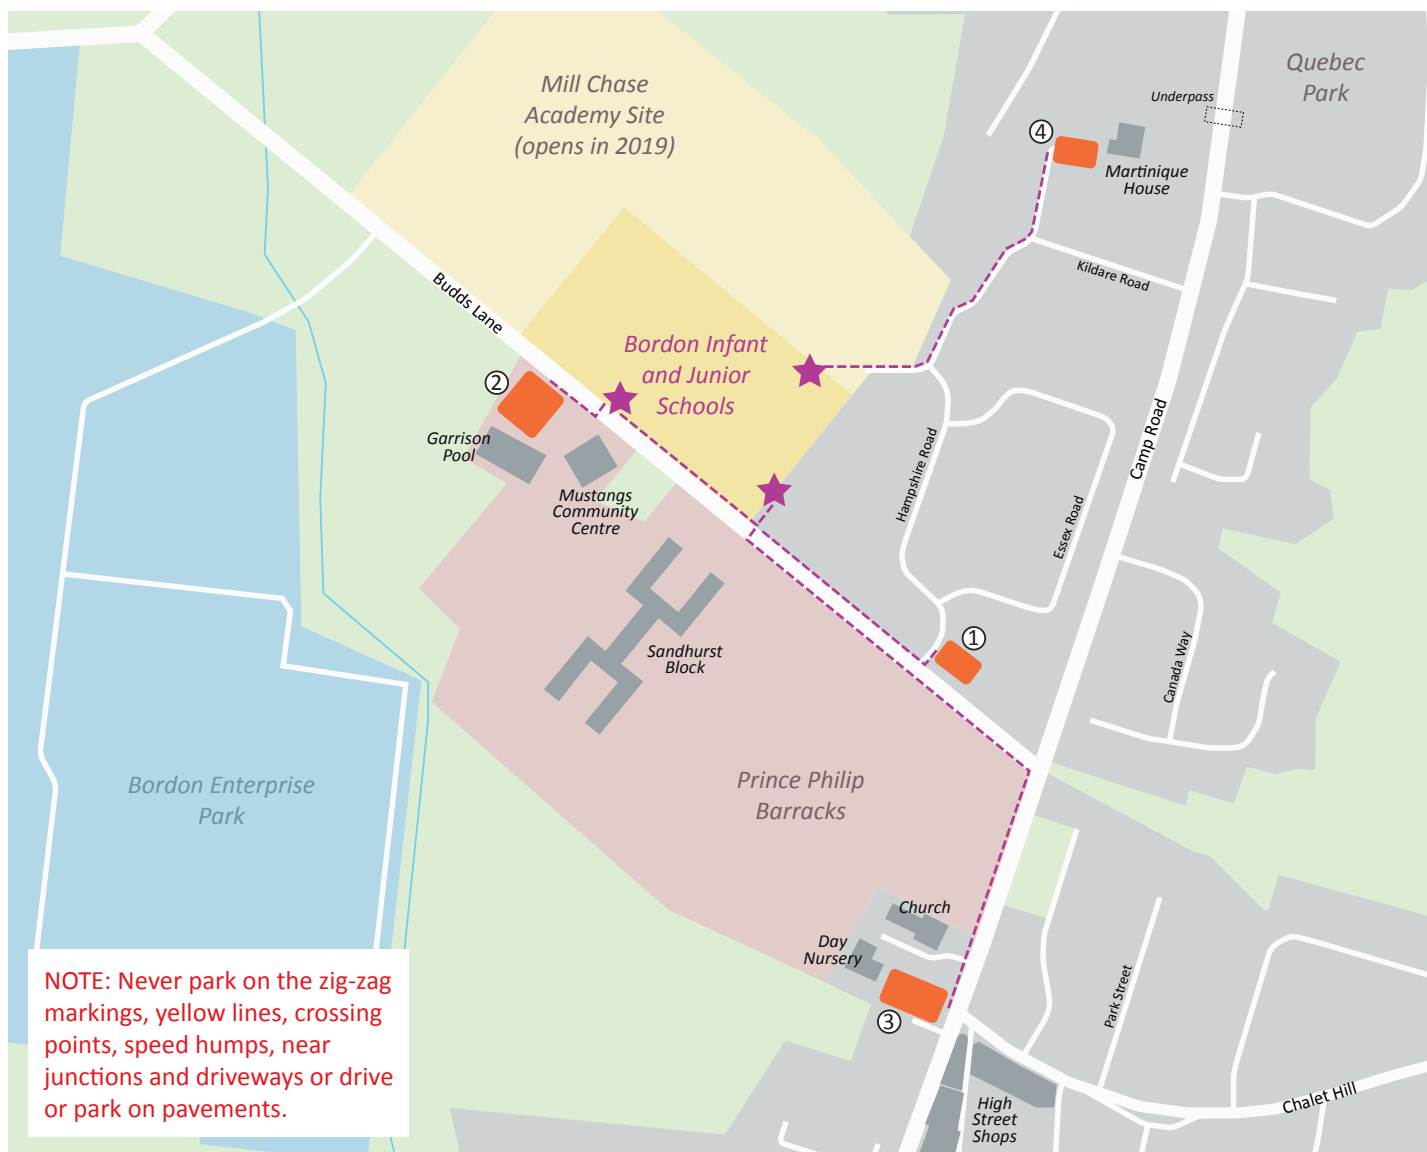 Mill Chase
Academy Site
(opens in 2019)
Quebec
Park
Underpass
④
Martinique
House
Kildare Road
Budds Lane
Bordon Infant
and Junior
Schools
②
Garrison
Pool
Mustangs
Community
Centre
Hampshire Road
Essex Road
Camp Road
①
Sandhurst
Block
Canada Way
Bordon Enterprise
Park
Prince Philip
Barracks
Church
Day
Nursery
③
Park Street
NOTE: Never park on the zig-zag
markings, yellow lines, crossing
points, speed humps, near
junctions and driveways or drive
or park on pavements.
High
Street
Shops
Chalet Hill